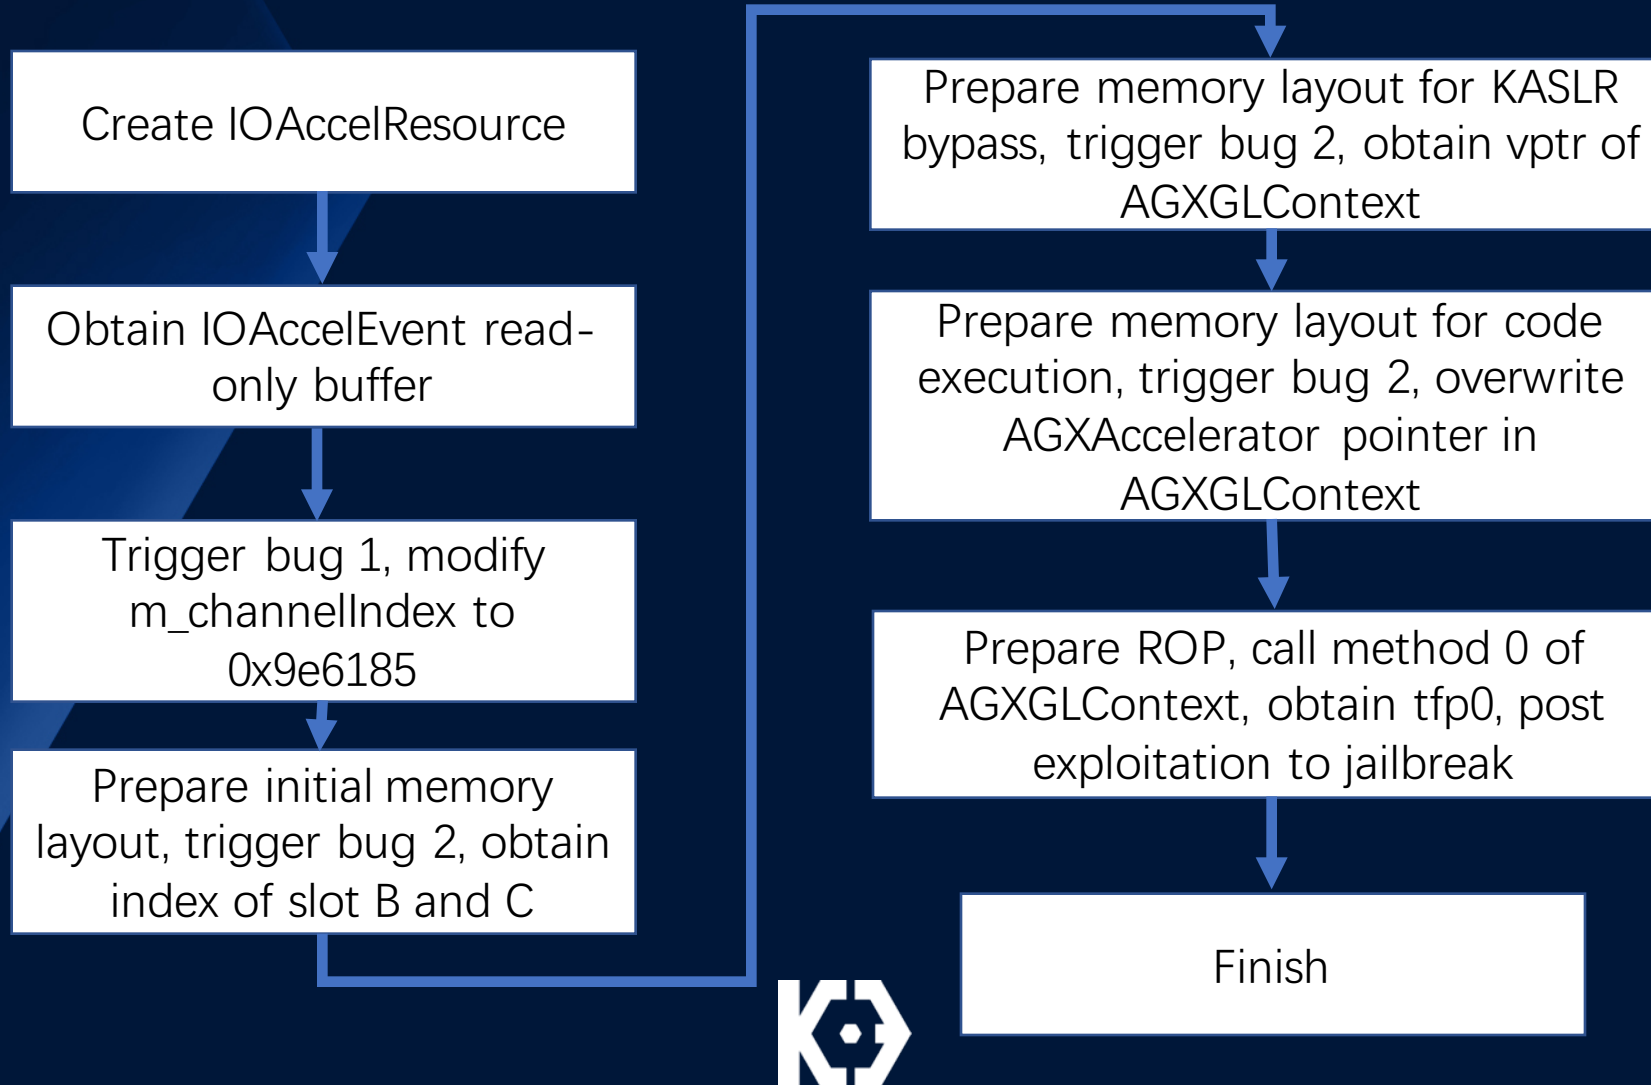 Create IOAccelResource
Obtain IOAccelEvent read-
only buffer
Trigger bug 1, modify
m_channelIndex to
0x9e6185
Prepare initial memory
layout, trigger bug 2, obtain
index of slot B and C
Prepare memory layout for KASLR
bypass, trigger bug 2, obtain vptr of
AGXGLContext
Prepare memory layout for code
execution, trigger bug 2, overwrite
AGXAccelerator pointer in
AGXGLContext
Prepare ROP, call method 0 of
AGXGLContext, obtain tfp0, post
exploitation to jailbreak
Finish